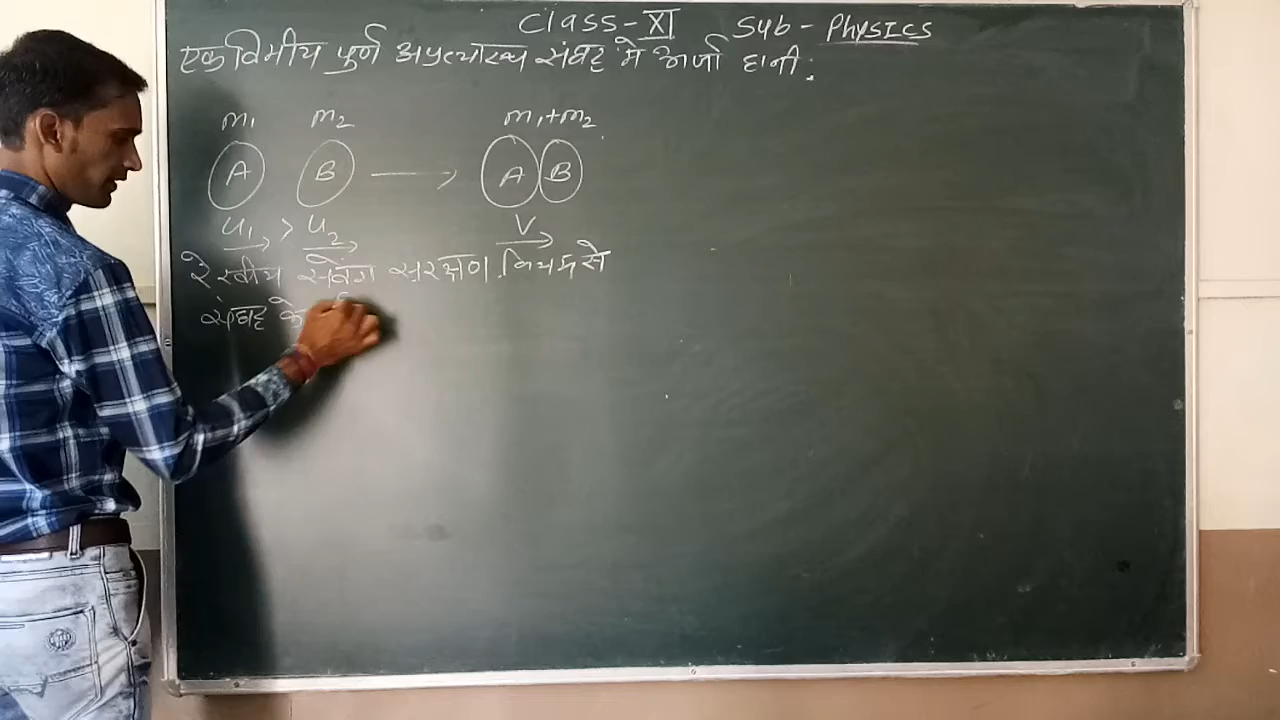 Class-XI Sub-Physics
एकविमीय पुर्ण अप्रत्यास्थ संघट्ट मे ऊर्जा हानी:
m₁ m₂ m₁+m₂
A B ⟶ A B
u₁ > u₂ V
रेखीय संवेग संरक्षण नियम से
संघट्ट के